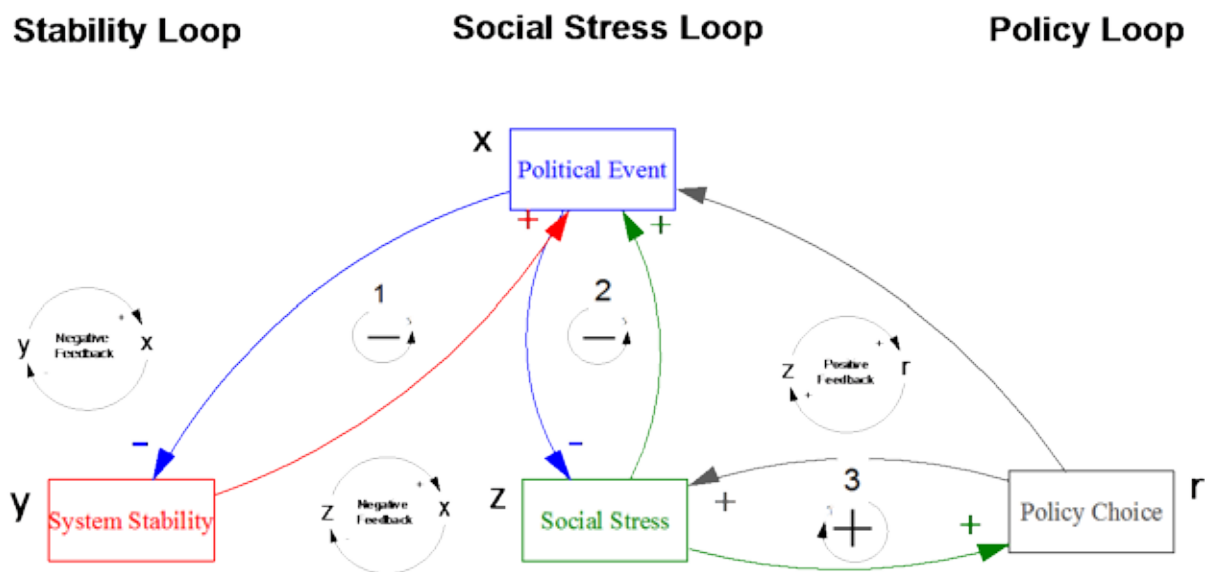 Stability Loop
Social Stress Loop
Policy Loop
x
Political Event
+
+
1
−
2
−
Negative
Feedback
y
x
+
-
Positive
Feedback
z
r
+
+
−
−
y
System Stability
Negative
Feedback
z
x
+
-
z
Social Stress
+
3
+
+
Policy Choice
r